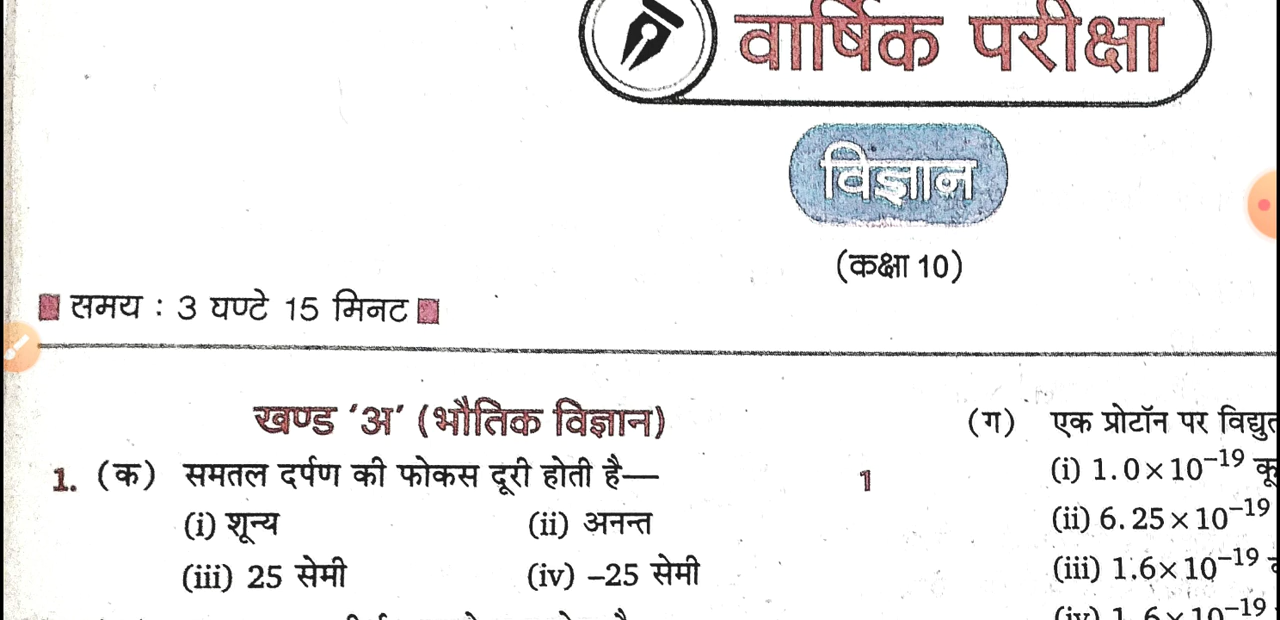 वार्षिक परीक्षा
विज्ञान
(कक्षा 10)
समय : 3 घण्टे 15 मिनट
खण्ड ‘अ’ (भौतिक विज्ञान)
1. (क) समतल दर्पण की फोकस दूरी होती है— 1
(i) शून्य (ii) अनन्त
(iii) 25 सेमी (iv) –25 सेमी
(ग) एक प्रोटॉन पर
(i) 1.0×10⁻¹⁹
(ii) 6.25×10⁻¹⁹
(iii) 1.6×10⁻¹⁹